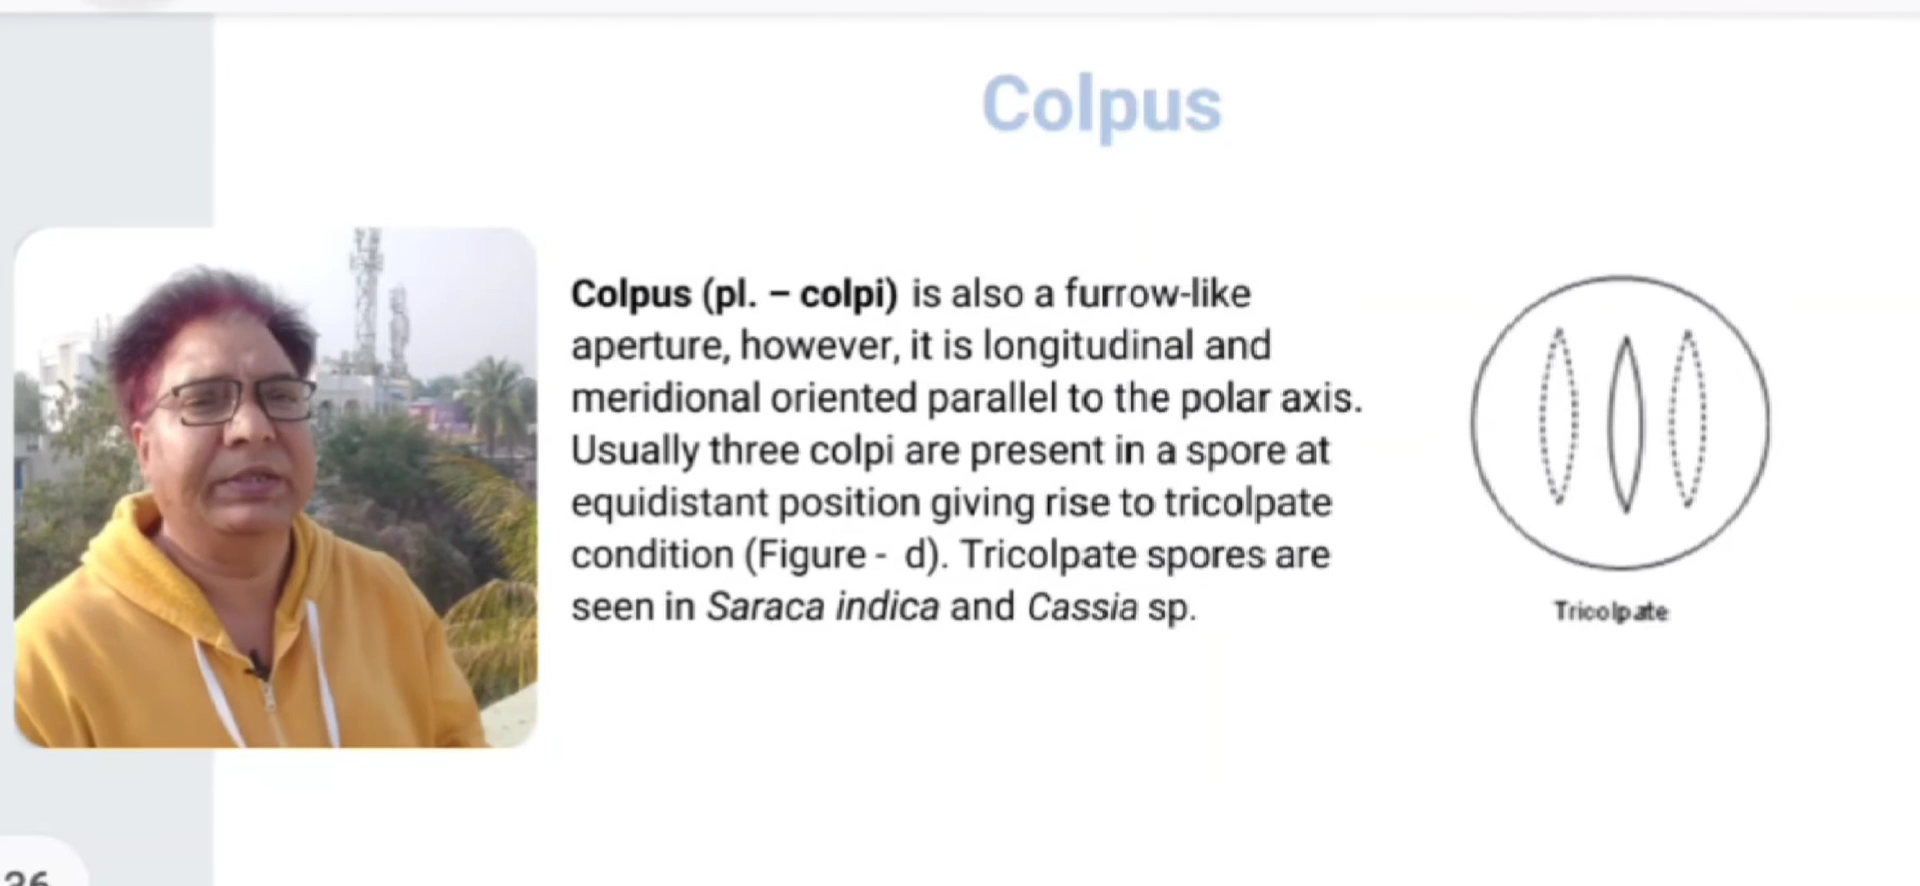 Colpus
Colpus (pl. – colpi) is also a furrow-like
aperture, however, it is longitudinal and
meridional oriented parallel to the polar axis.
Usually three colpi are present in a spore at
equidistant position giving rise to tricolpate
condition (Figure - d). Tricolpate spores are
seen in Saraca indica and Cassia sp.
Tricolpate